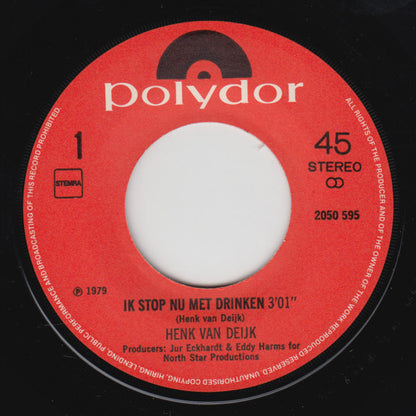 polydor
1
45
STEREO
STEMRA
2050 595
℗ 1979
IK STOP NU MET DRINKEN 3'01"
(Henk van Deijk)
HENK VAN DEIJK
Producers: Jur Eckhardt & Eddy Harms for
North Star Productions
ALL RIGHTS OF THE PRODUCER AND OF THE OWNER OF THE WORK REPRODUCED RESERVED. UNAUTHORISED COPYING, HIRING, LENDING, PUBLIC PERFORMANCE AND BROADCASTING OF THIS RECORD PROHIBITED.